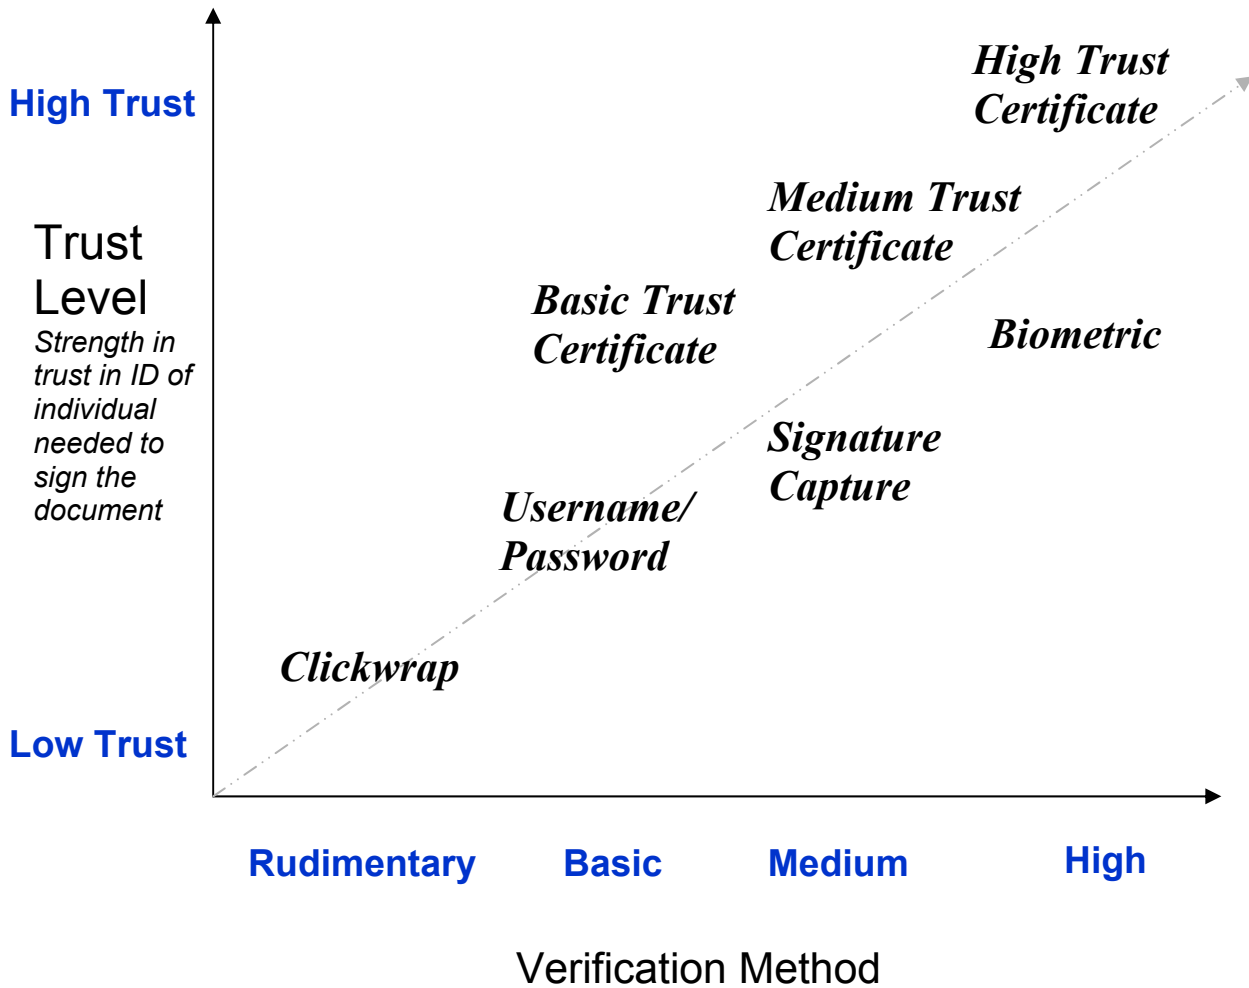 High Trust
Trust
Level
Strength in
trust in ID of
individual
needed to
sign the
document
Low Trust
High Trust
Certificate
Medium Trust
Certificate
Basic Trust
Certificate
Biometric
Signature
Capture
Username/
Password
Clickwrap
Rudimentary
Basic
Medium
High
Verification Method